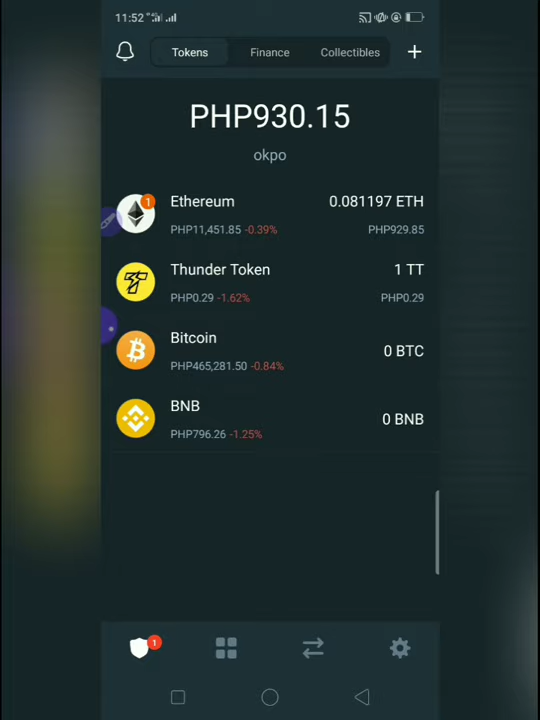 11:52
Tokens Finance Collectibles +
PHP930.15
okpo
1
Ethereum 0.081197 ETH
PHP11,451.85 -0.39% PHP929.85
Thunder Token 1 TT
PHP0.29 -1.62% PHP0.29
Bitcoin 0 BTC
PHP465,281.50 -0.84%
BNB 0 BNB
PHP796.26 -1.25%
1